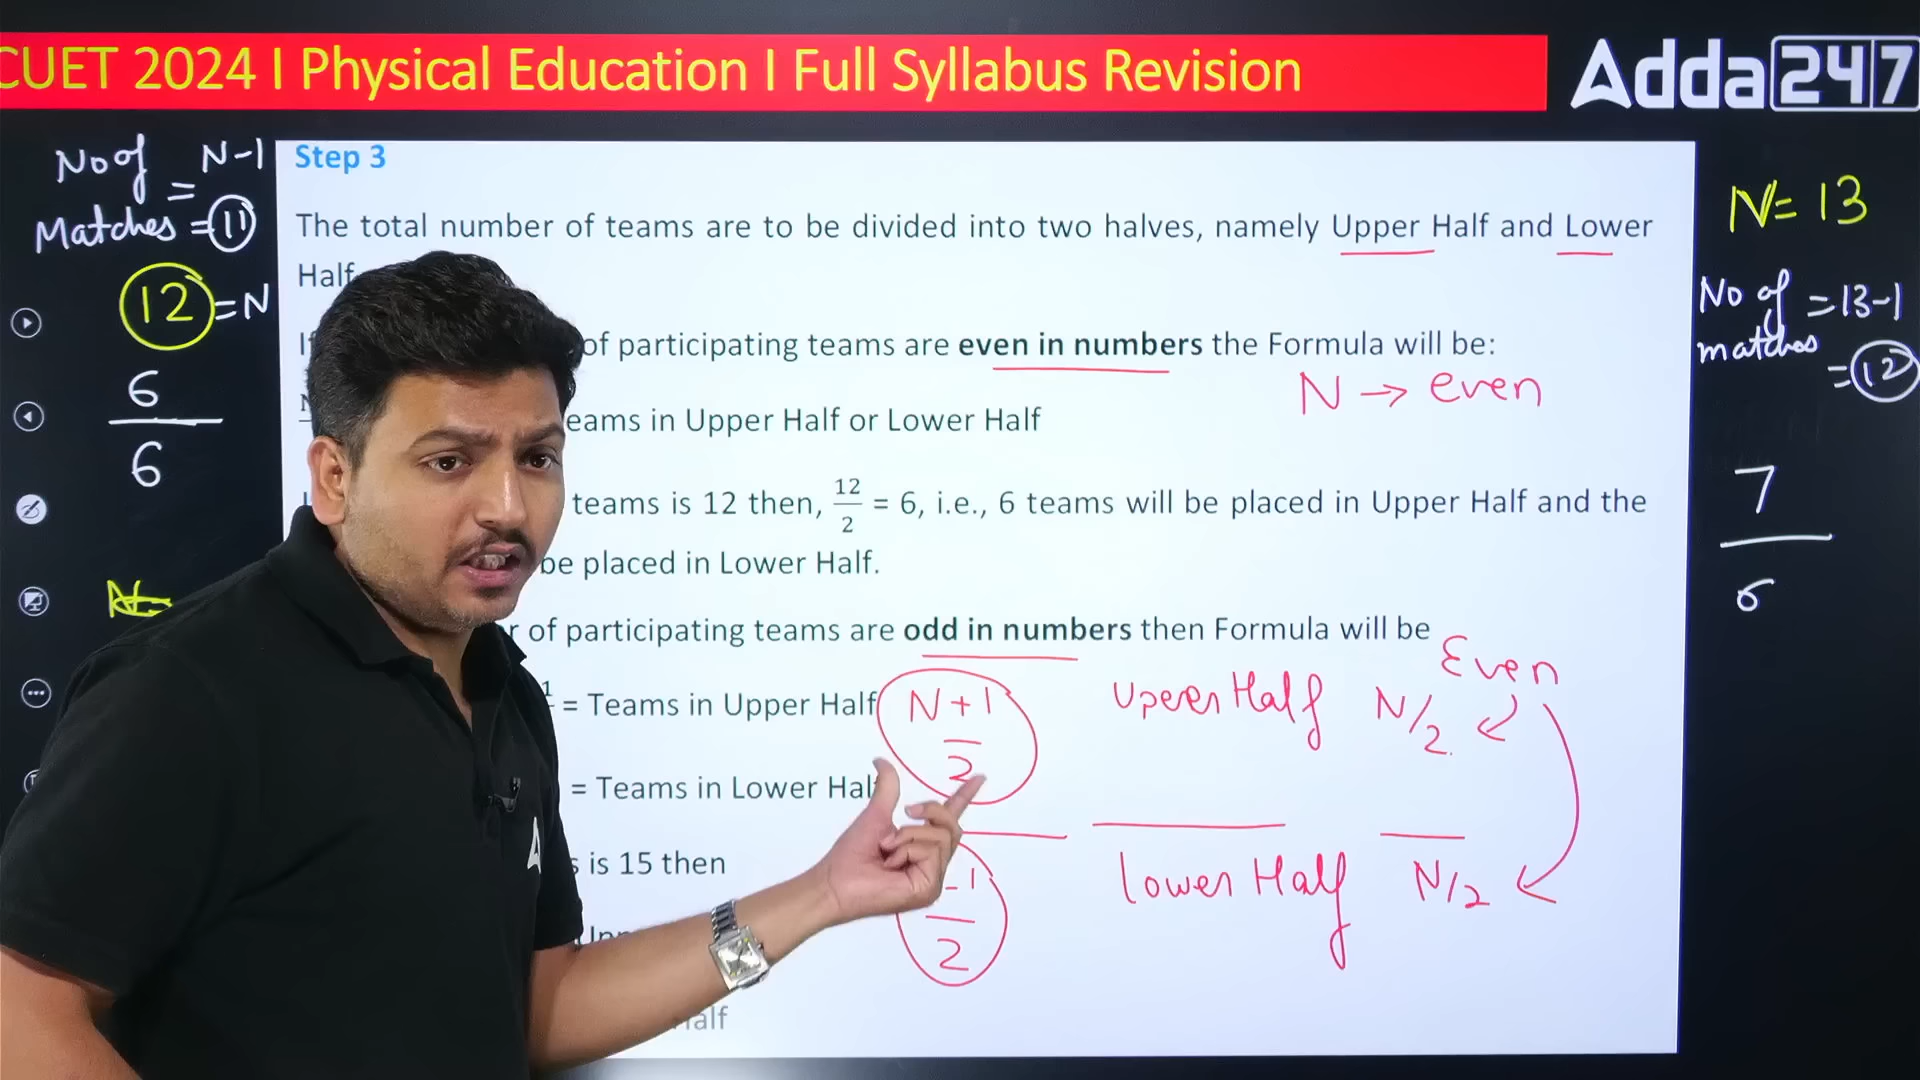 CUET 2024 I Physical Education I Full Syllabus Revision
Adda247
No of = N-1
Matches = 11
12 = N
6
6
Step 3
The total number of teams are to be divided into two halves, namely Upper Half and Lower
Half
of participating teams are even in numbers the Formula will be:
N → even
eams in Upper Half or Lower Half
teams is 12 then, 12/2 = 6, i.e., 6 teams will be placed in Upper Half and the
be placed in Lower Half.
r of participating teams are odd in numbers then Formula will be
Even
= Teams in Upper Half
N+1
2
Upeer Half N/2
= Teams in Lower Hal
s is 15 then
-1
2
Lower Half N/2
alf
N= 13
No of = 13-1
matches = 12
7
6